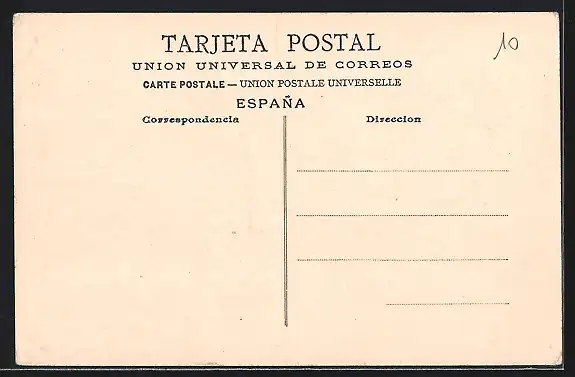 TARJETA POSTAL
10
UNION UNIVERSAL DE CORREOS
CARTE POSTALE — UNION POSTALE UNIVERSELLE
ESPAÑA
Correspondencia
Direccion